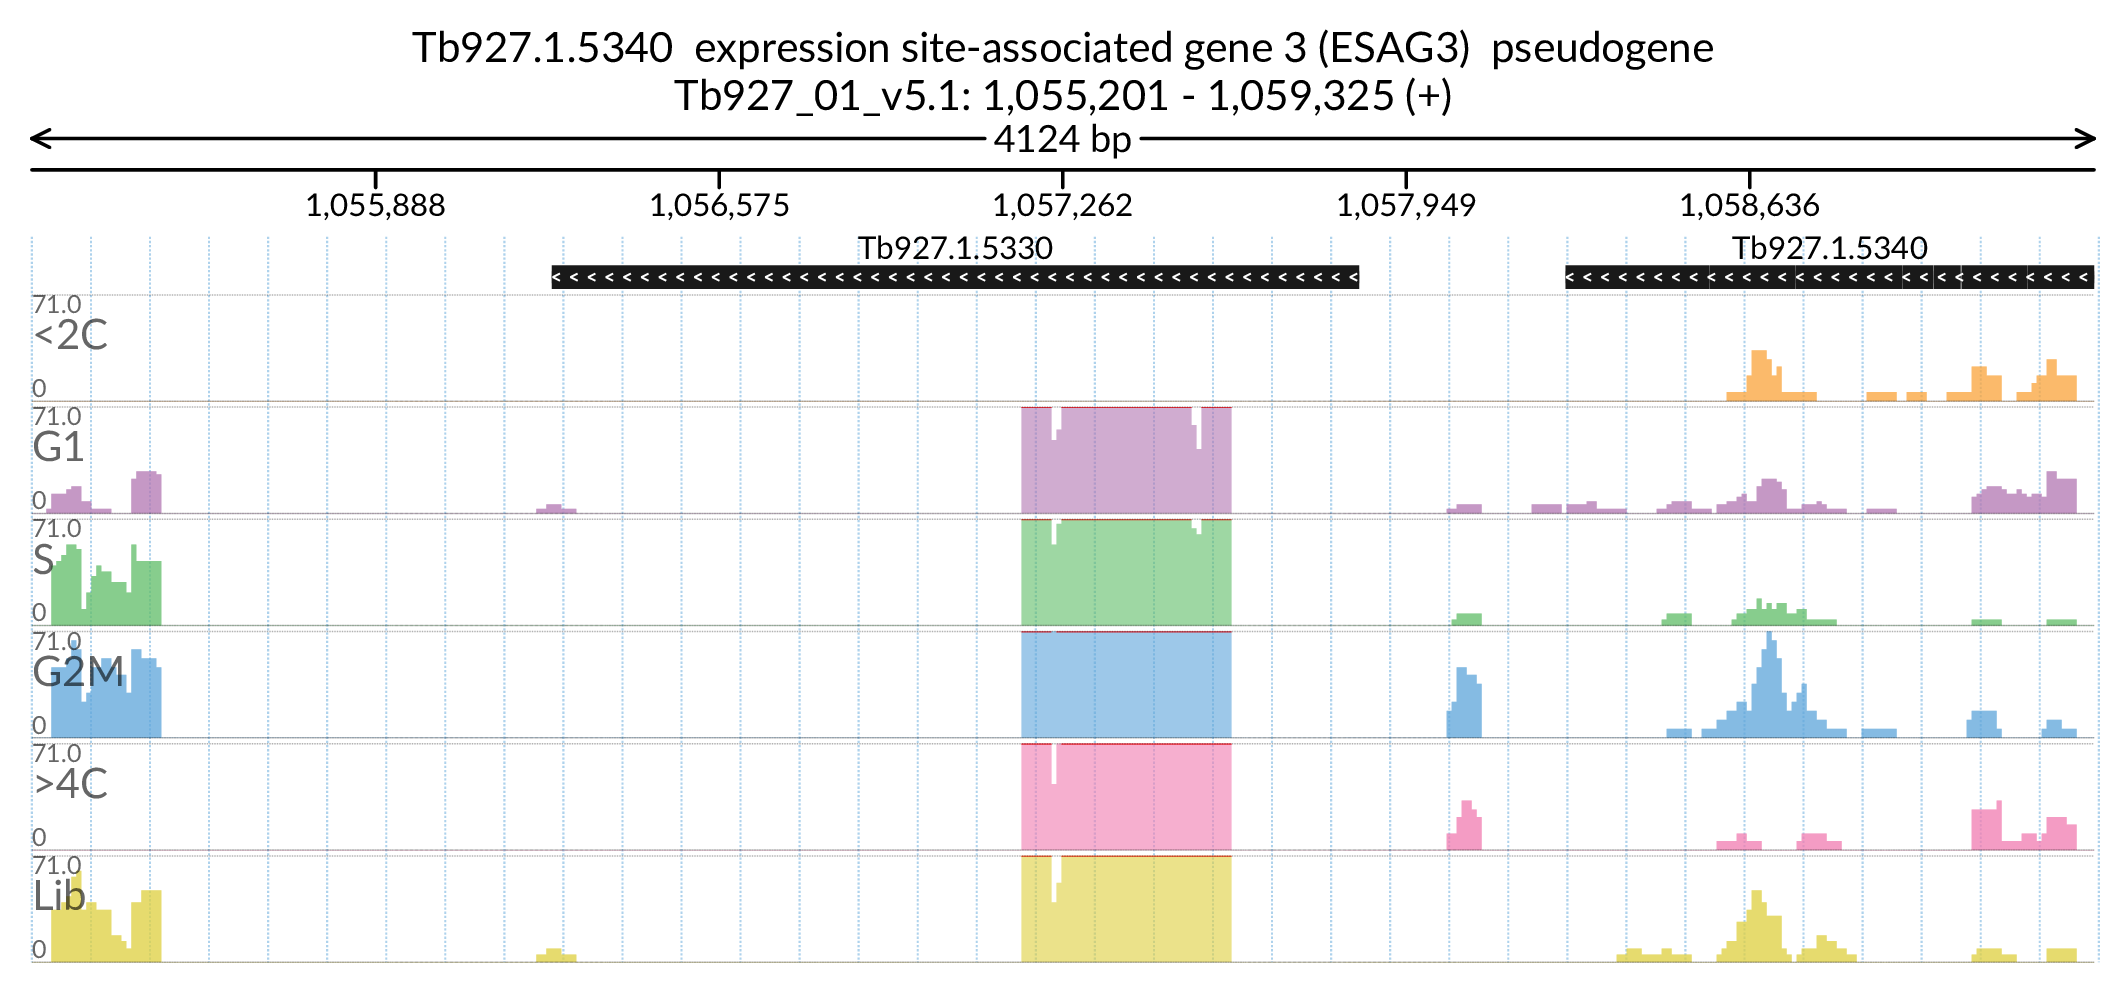 Tb927.1.5340 expression site-associated gene 3 (ESAG3) pseudogene
Tb927_01_v5.1: 1,055,201 - 1,059,325 (+)
4124 bp
1,055,888 1,056,575 1,057,262 1,057,949 1,058,636
Tb927.1.5330 Tb927.1.5340
71.0
<2C
0
71.0
G1
0
71.0
S
0
71.0
G2M
0
71.0
>4C
0
71.0
Lib
0